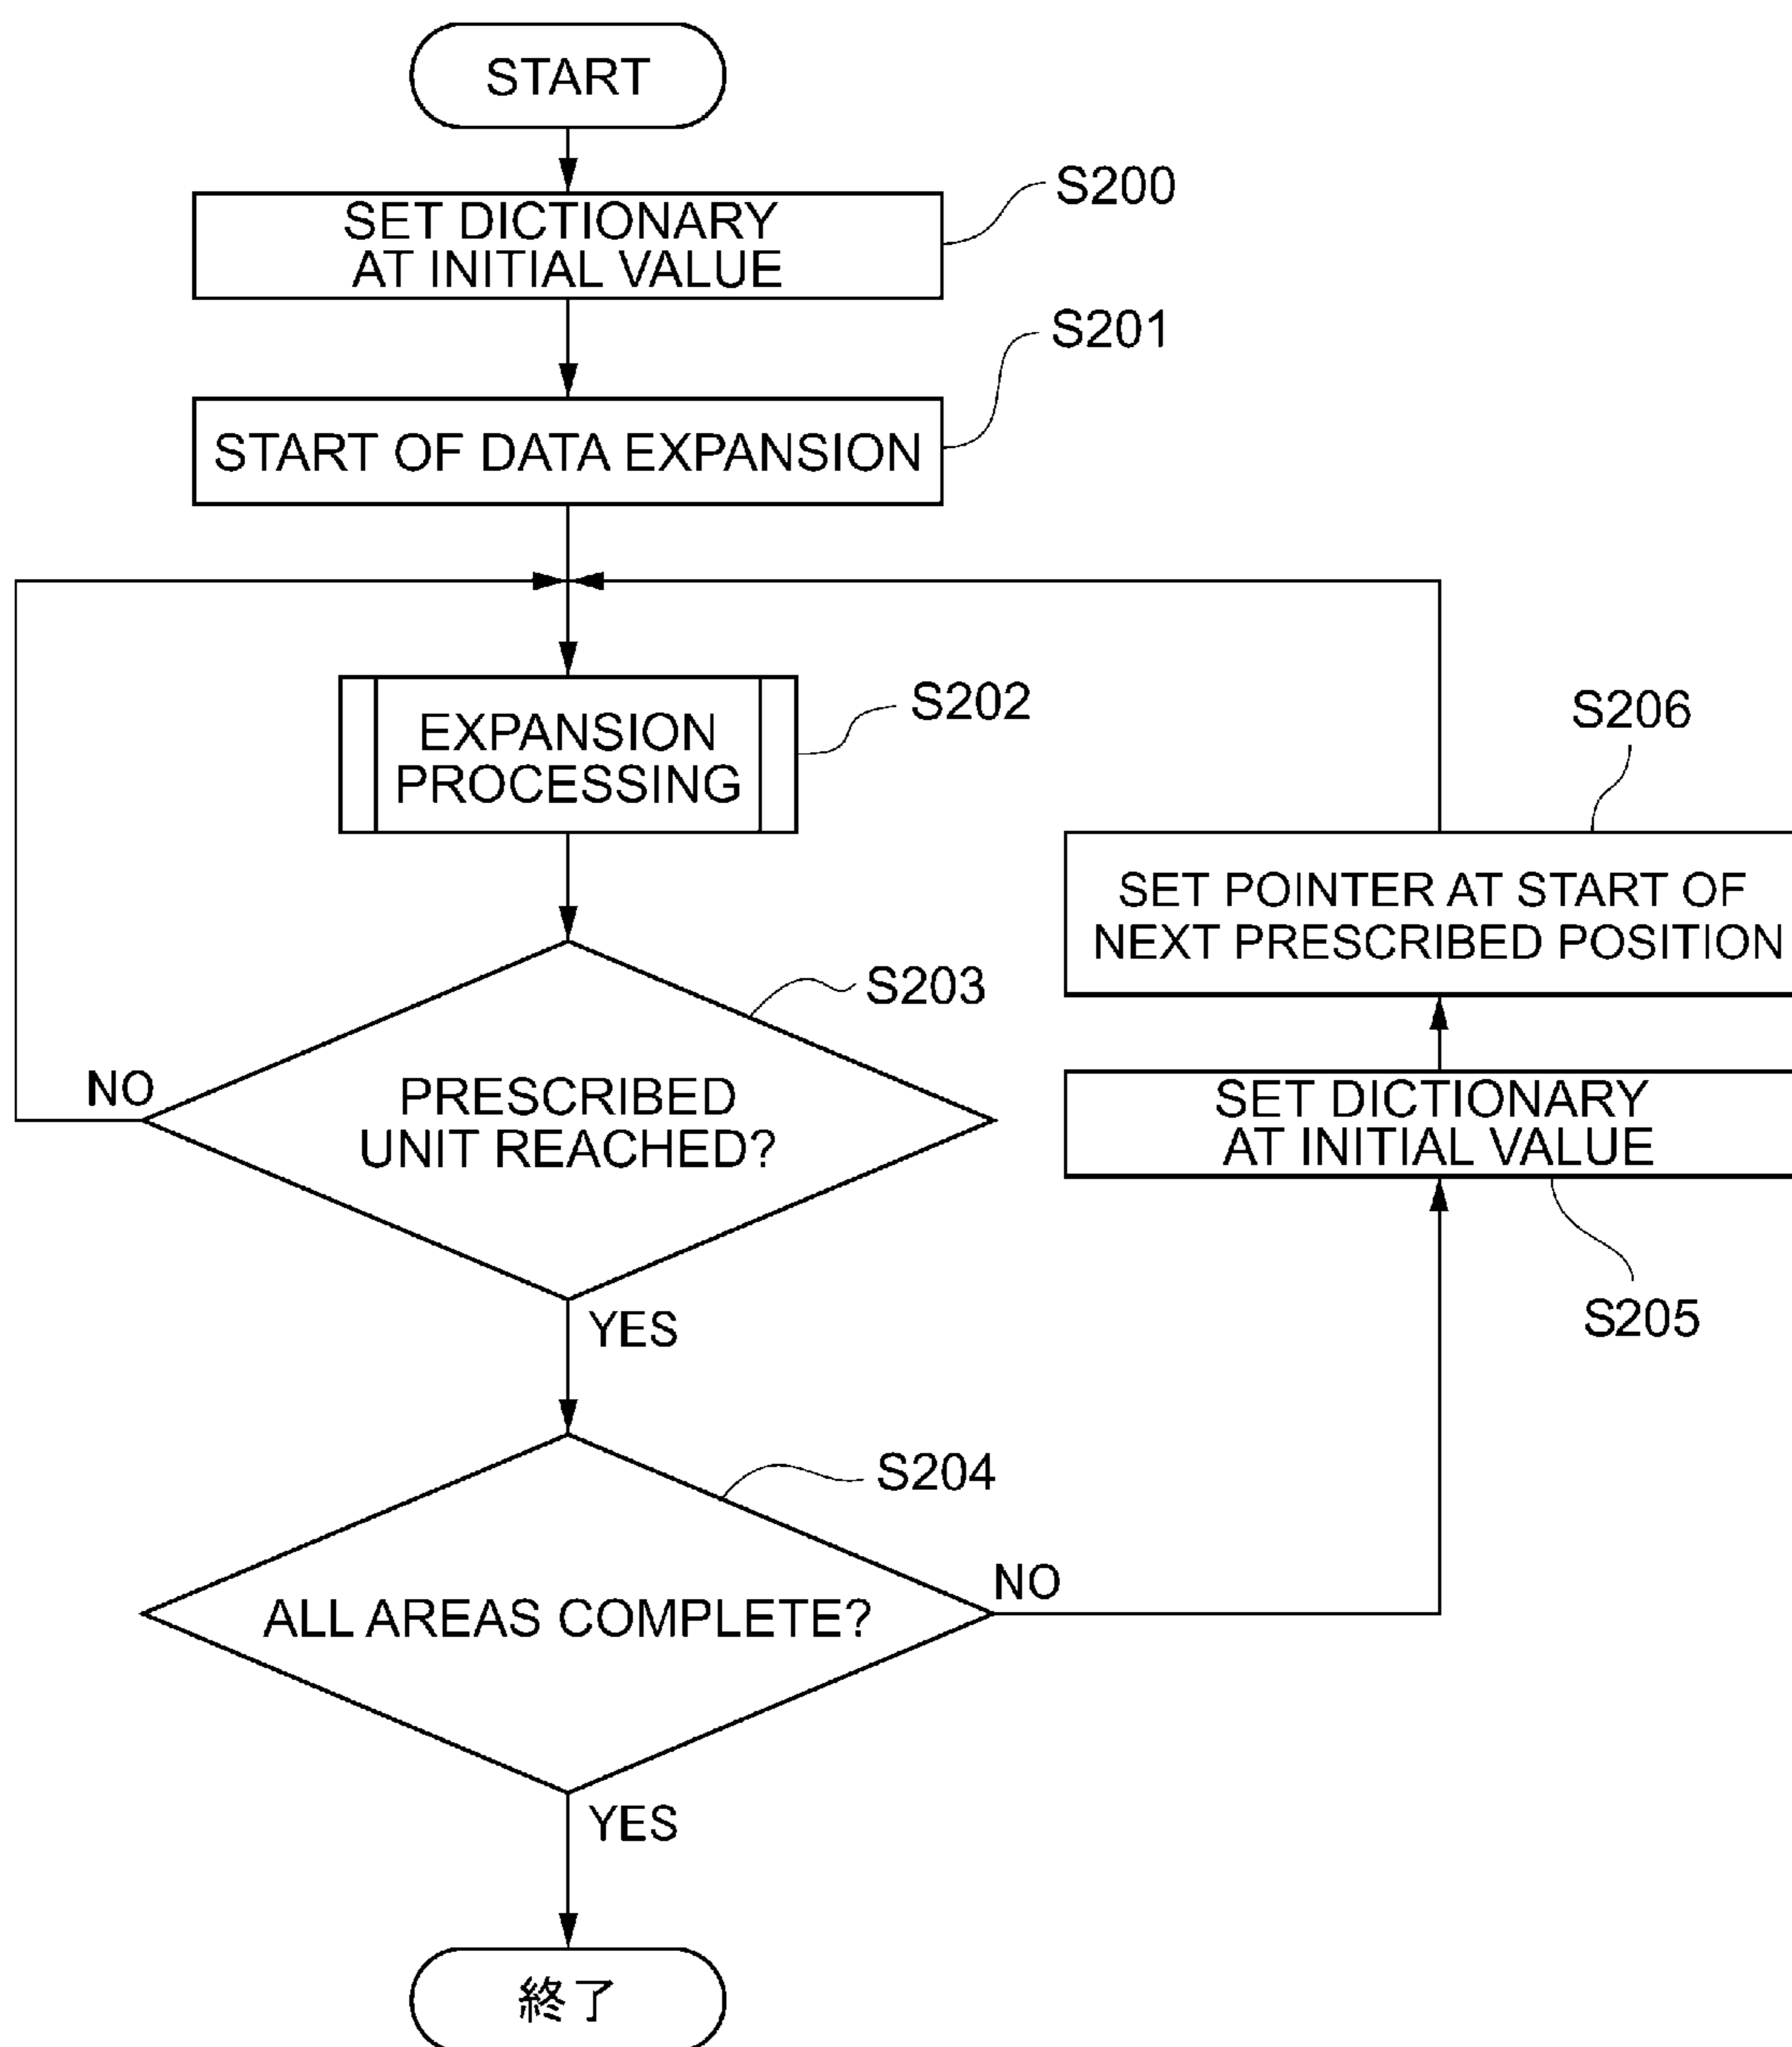 START
SET DICTIONARY
AT INITIAL VALUE
S200
START OF DATA EXPANSION
S201
EXPANSION
PROCESSING
S202
S206
SET POINTER AT START OF
NEXT PRESCRIBED POSITION
S203
PRESCRIBED
UNIT REACHED?
NO
SET DICTIONARY
AT INITIAL VALUE
S205
YES
S204
ALL AREAS COMPLETE?
NO
YES
終了